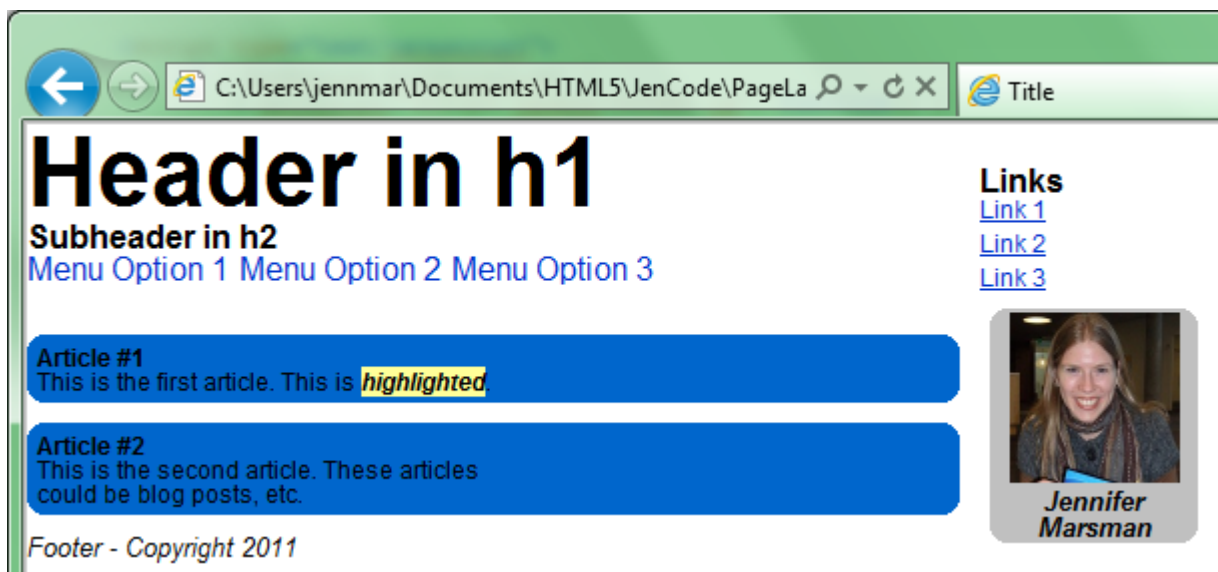 C:\Users\jennmar\Documents\HTML5\JenCode\PageLa
Title
Header in h1
Subheader in h2
Menu Option 1 Menu Option 2 Menu Option 3
Article #1
This is the first article. This is highlighted.
Article #2
This is the second article. These articles
could be blog posts, etc.
Footer - Copyright 2011
Links
Link 1
Link 2
Link 3
Jennifer
Marsman